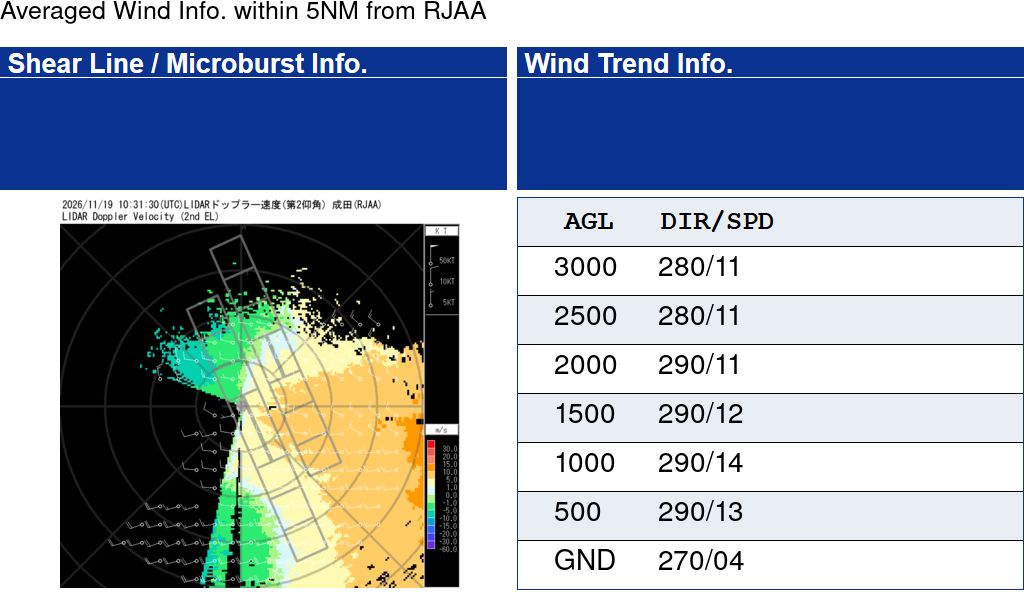 Averaged Wind Info. within 5NM from RJAA
Shear Line / Microburst Info.
Wind Trend Info.
2026/11/19 10:31:30(UTC)LIDARドップラー速度(第2仰角) 成田(RJAA)
LIDAR Doppler Velocity (2nd EL)
K T
50KT
10KT
5KT
m/s
30.0
20.0
15.0
10.0
5.0
1.0
0.0
-1.0
-5.0
-10.0
-15.0
-20.0
-30.0
-60.0
AGL DIR/SPD
3000 280/11
2500 280/11
2000 290/11
1500 290/12
1000 290/14
500 290/13
GND 270/04